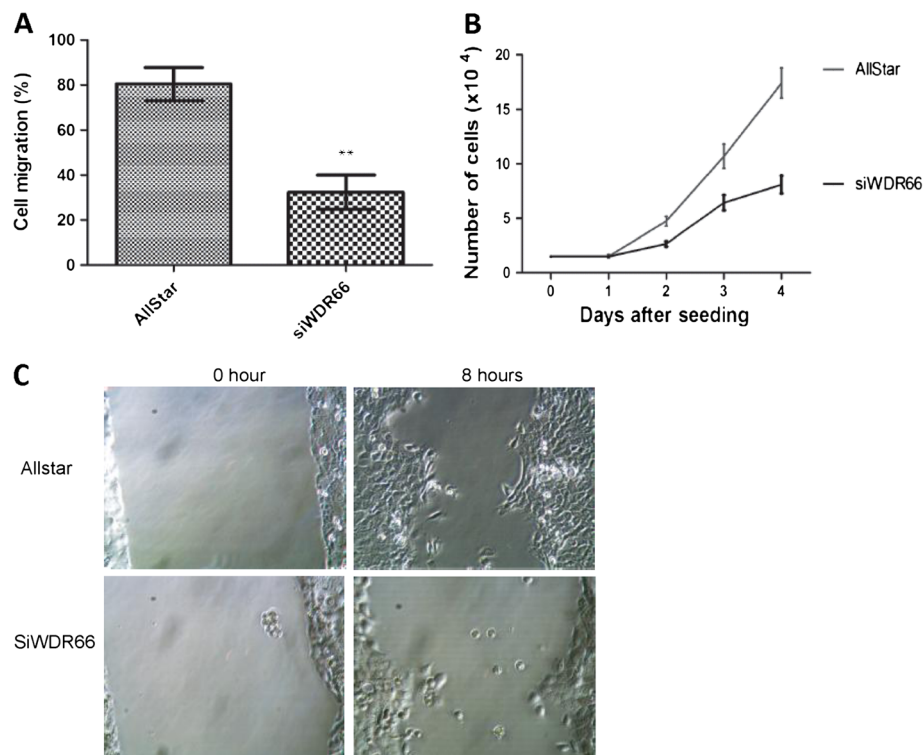 A
Cell migration (%)
100
80
60
40
20
0
**
AllStar
siWDR66
B
Number of cells (x10 4)
20
15
10
5
0
0 1 2 3 4
Days after seeding
AllStar
siWDR66
C
0 hour 8 hours
Allstar
SiWDR66